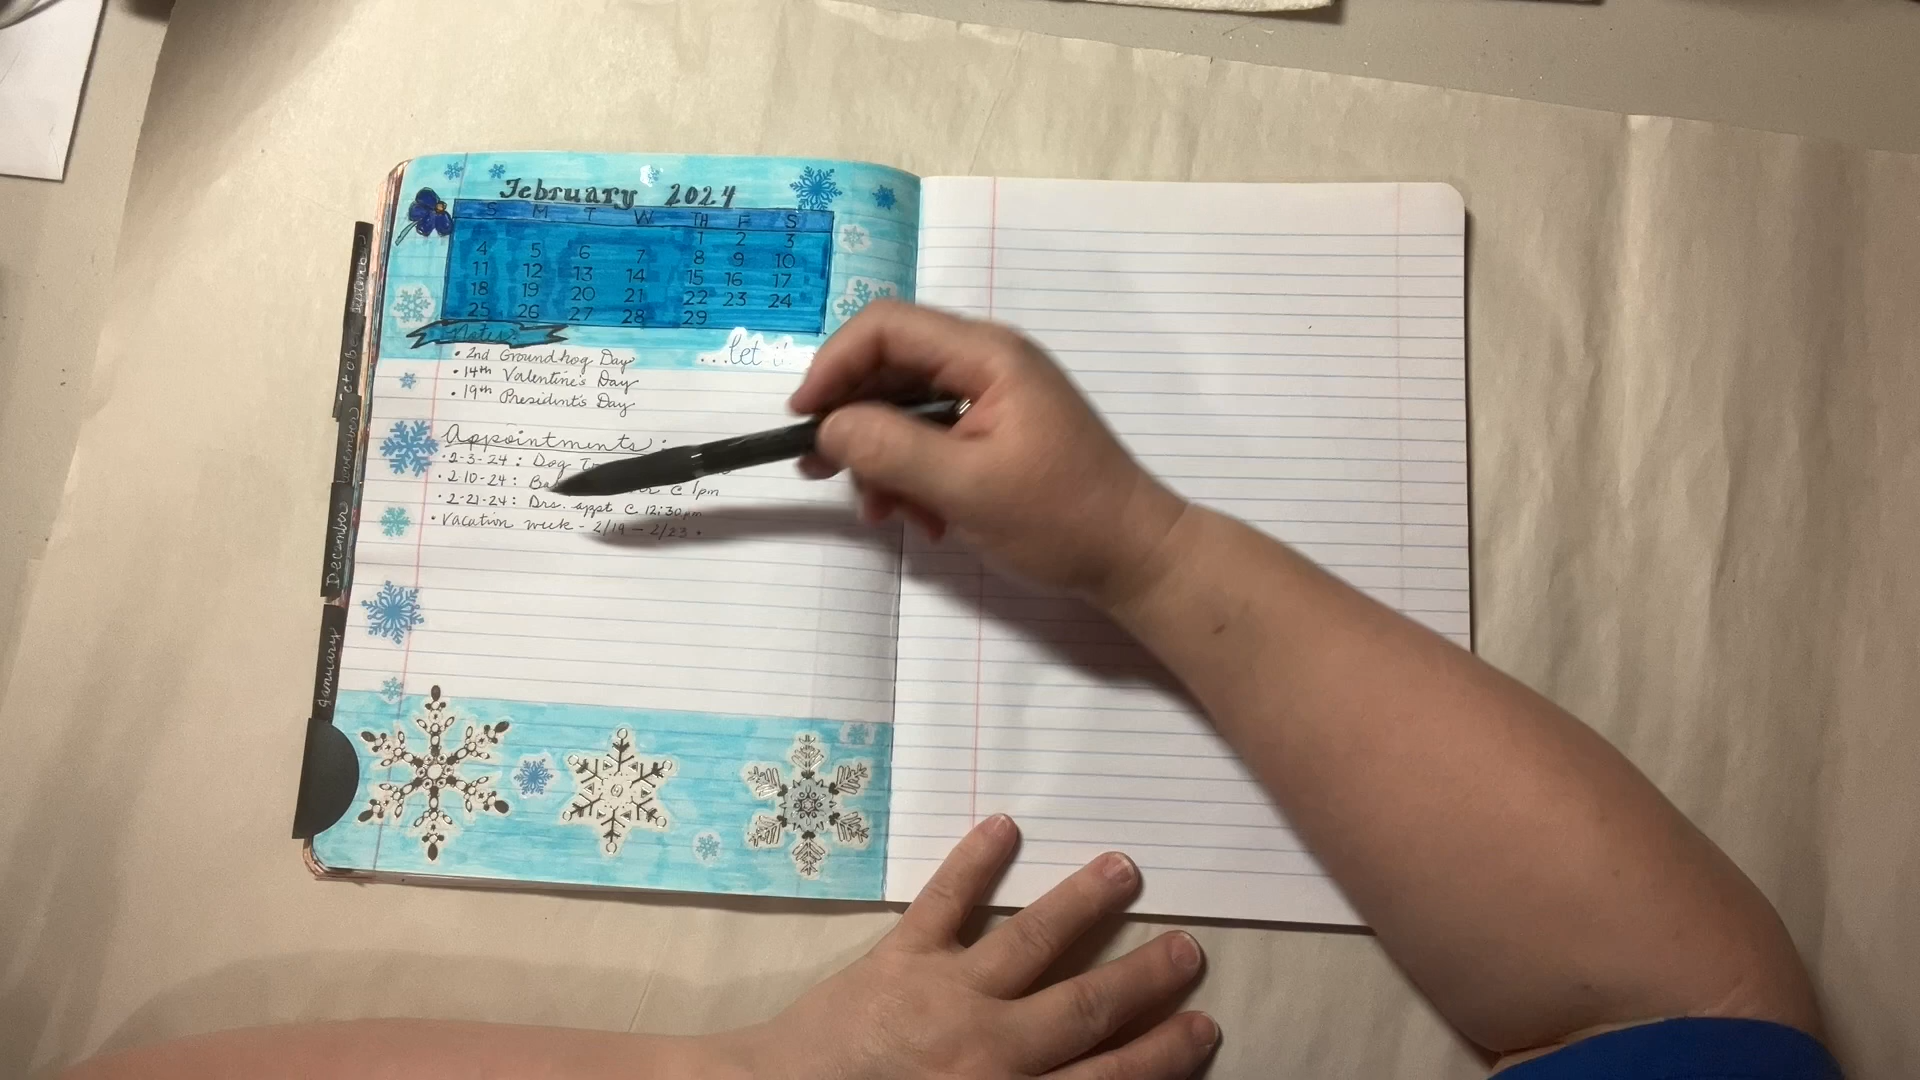 February 2024
S M T W TH F S
1 2 3
4 5 6 7 8 9 10
11 12 13 14 15 16 17
18 19 20 21 22 23 24
25 26 27 28 29
Notes:
...let it
• 2nd Groundhog Day
• 14th Valentine's Day
• 19th President's Day
Appointments:
• 2-3-24: Dog
• 2-10-24: @ 1pm
• 2-21-24: Drs. appt @ 12:30pm
• Vacation week - 2/19 - 2/23 •
November
December
January